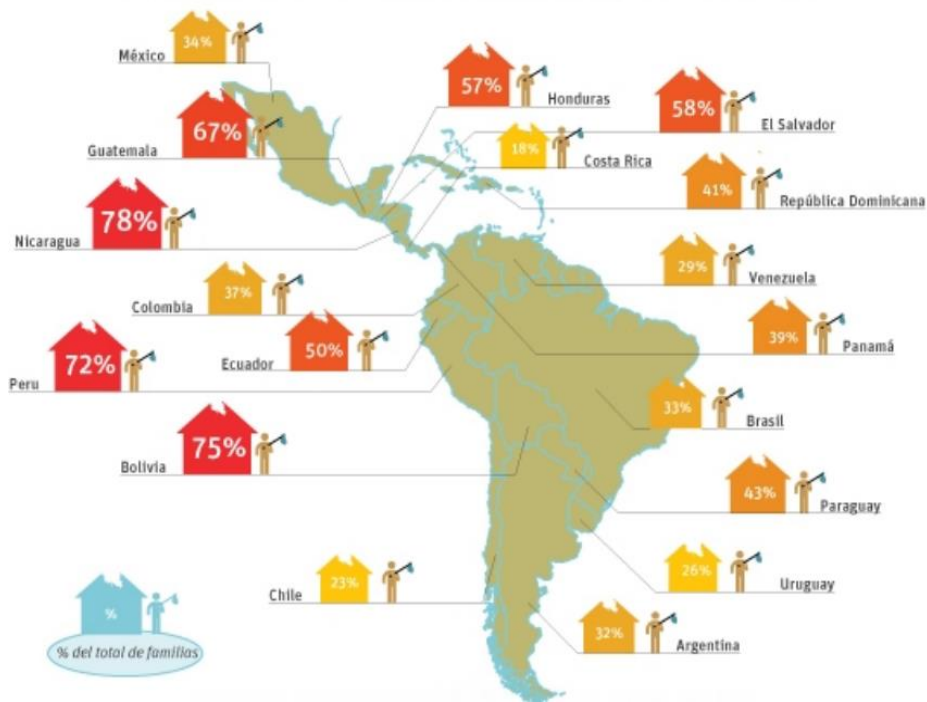 34%
México
57%
Honduras
58%
El Salvador
67%
Guatemala
18%
Costa Rica
41%
República Dominicana
78%
Nicaragua
29%
Venezuela
37%
Colombia
39%
Panamá
50%
Ecuador
72%
Peru
33%
Brasil
75%
Bolivia
43%
Paraguay
23%
Chile
26%
Uruguay
32%
Argentina
%
% del total de familias